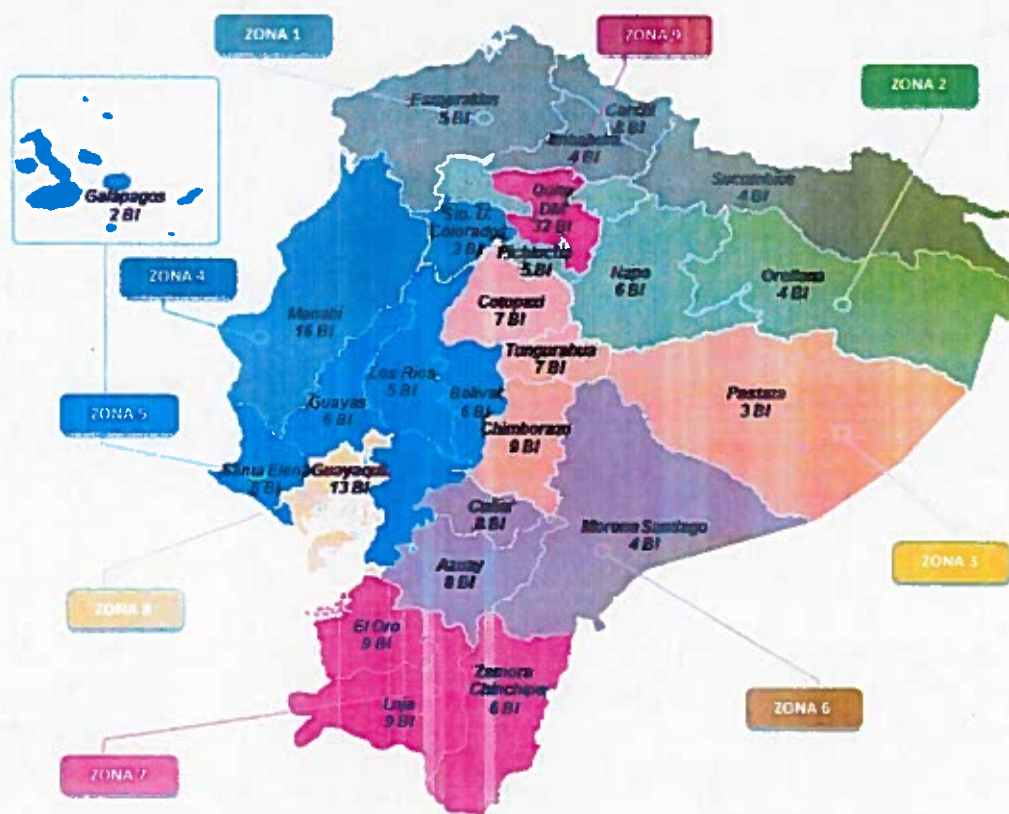 ZONA 1
ZONA 9
ZONA 2
Esmeraldas
5 BI
Carchi
8 BI
Imbabura
4 BI
Sucumbíos
4 BI
Galápagos
2 BI
Quito
DM
32 BI
Sto. D.
Colorados
3 BI
Pichincha
5 BI
Napo
6 BI
Orellana
4 BI
ZONA 4
Manabí
16 BI
Cotopaxi
7 BI
Tungurahua
7 BI
Los Ríos
5 BI
Bolívar
6 BI
Pastaza
3 BI
Guayas
6 BI
ZONA 5
Chimborazo
9 BI
Santa Elena
Guayaquil
13 BI
Cañar
8 BI
Morona Santiago
4 BI
Azuay
8 BI
ZONA 3
ZONA 8
El Oro
9 BI
Zamora
Chinchipe
6 BI
Loja
9 BI
ZONA 6
ZONA 7